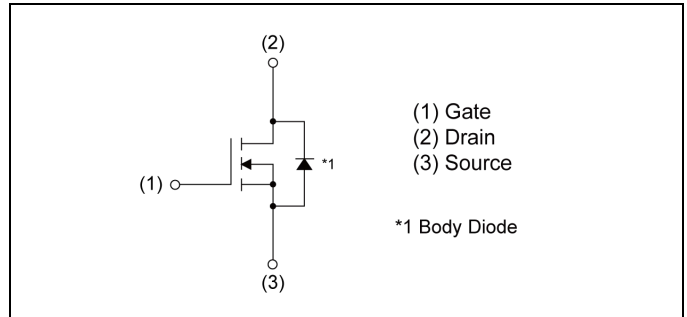 (2)
(1) Gate
(2) Drain
(3) Source
*1
(1)
*1 Body Diode
(3)